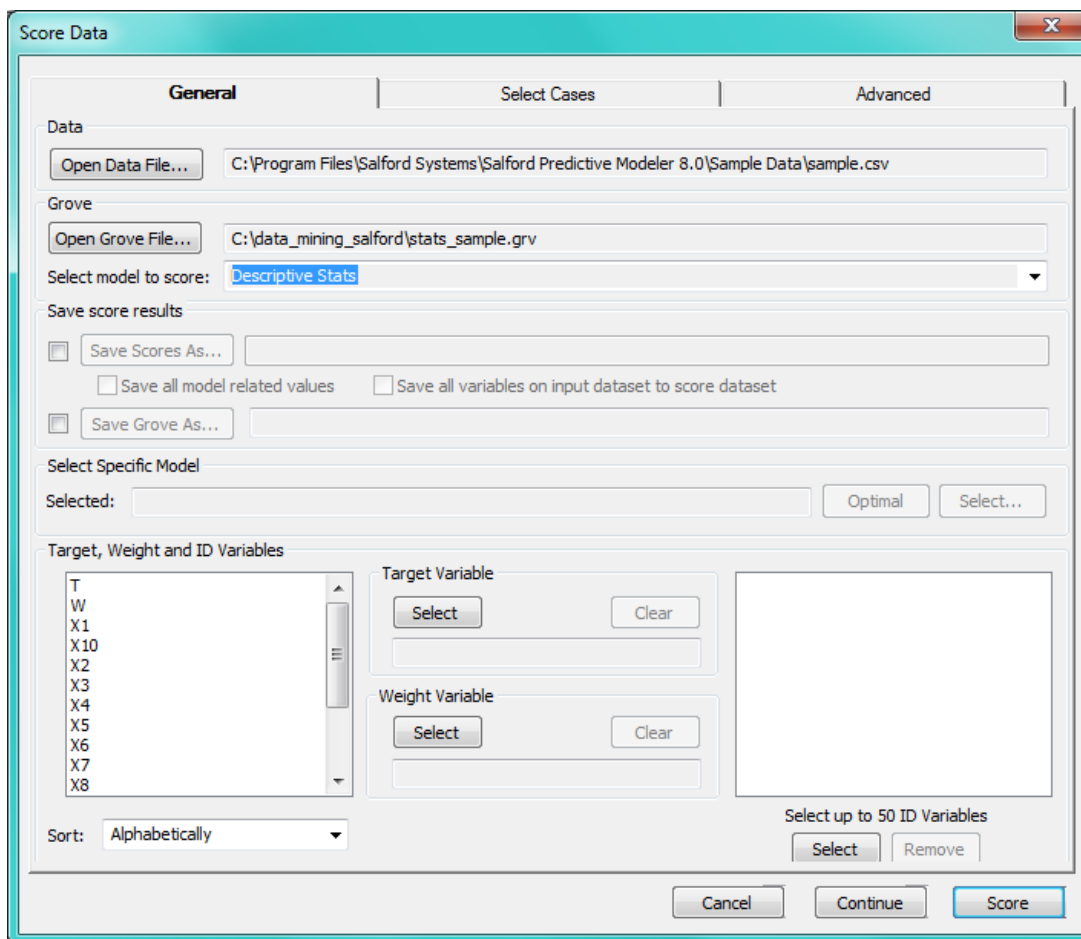 Score Data
General
Select Cases
Advanced
Data
Open Data File...
C:\Program Files\Salford Systems\Salford Predictive Modeler 8.0\Sample Data\sample.csv
Grove
Open Grove File...
C:\data_mining_salford\stats_sample.grv
Select model to score:
Descriptive Stats
Save score results
Save Scores As...
Save all model related values
Save all variables on input dataset to score dataset
Save Grove As...
Select Specific Model
Selected:
Optimal
Select...
Target, Weight and ID Variables
T
W
X1
X10
X2
X3
X4
X5
X6
X7
X8
Sort:
Alphabetically
Target Variable
Select
Clear
Weight Variable
Select
Clear
Select up to 50 ID Variables
Select
Remove
Cancel
Continue
Score